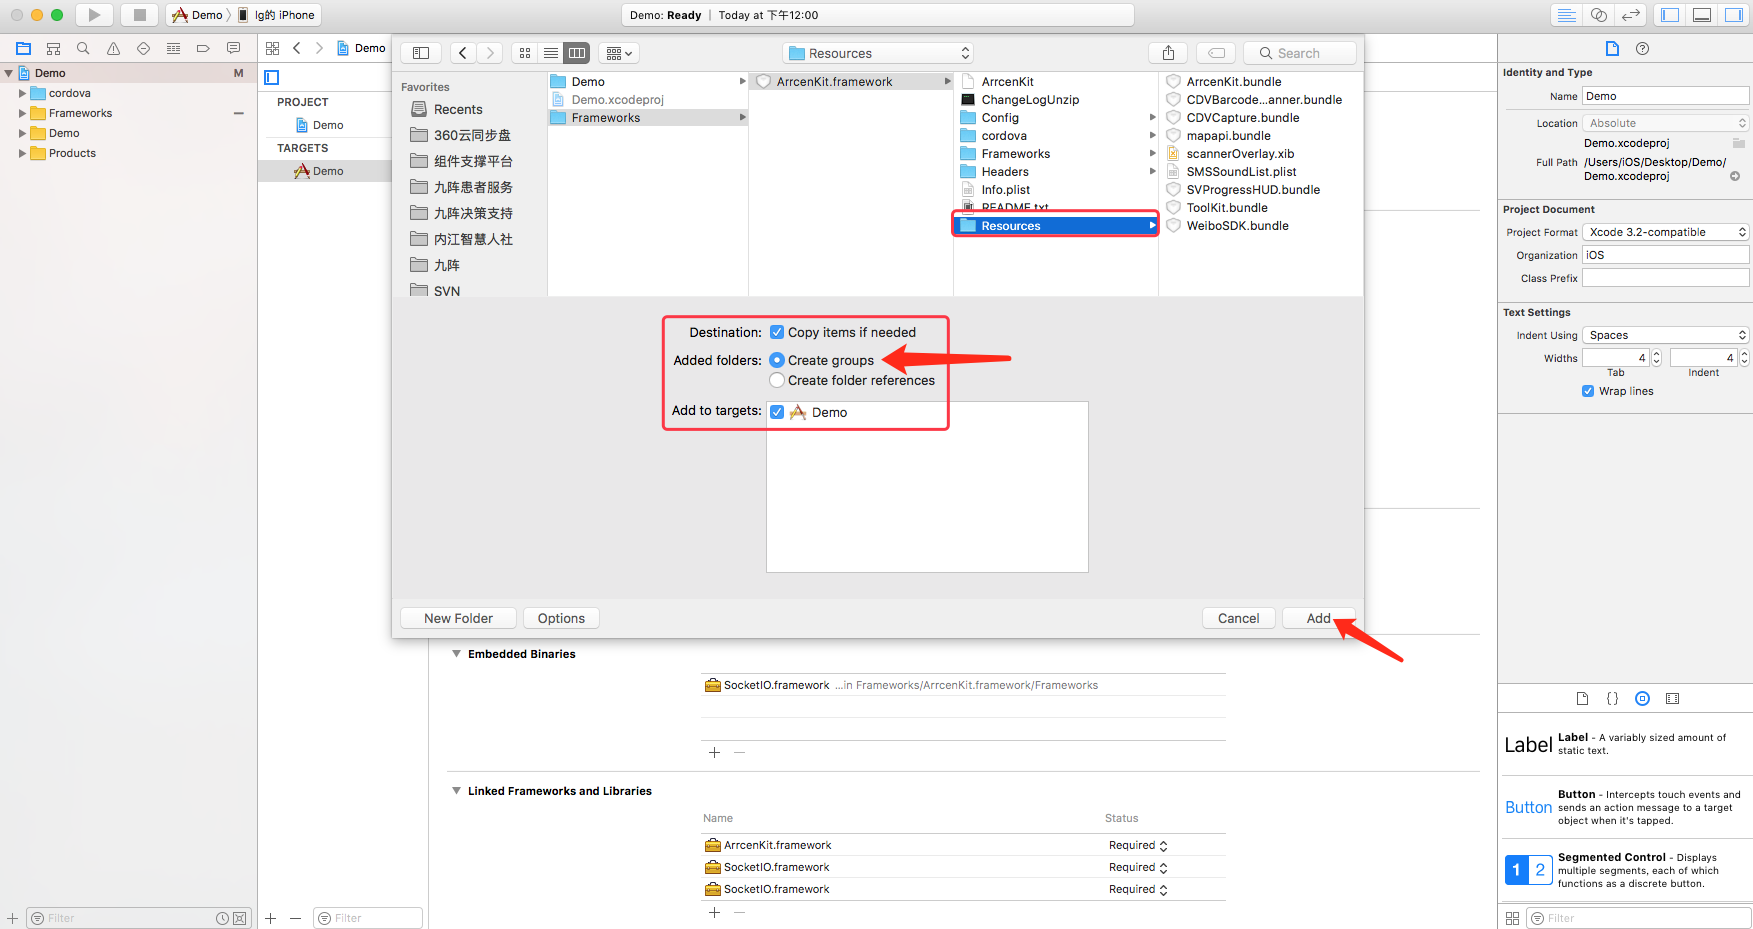 Demo
lg的 iPhone
Demo: Ready | Today at 下午12:00
Demo
M
cordova
Frameworks
Demo
Products
Filter
Demo
PROJECT
Demo
TARGETS
Demo
Filter
Resources
Search
Favorites
Recents
360云同步盘
组件支撑平台
九阵患者服务
九阵决策支持
内江智慧人社
九阵
SVN
Demo
Demo.xcodeproj
Frameworks
ArrcenKit.framework
ArrcenKit
ChangeLogUnzip
Config
cordova
Frameworks
Headers
Info.plist
README.txt
Resources
ArrcenKit.bundle
CDVBarcode...anner.bundle
CDVCapture.bundle
mapapi.bundle
scannerOverlay.xib
SMSSoundList.plist
SVProgressHUD.bundle
ToolKit.bundle
WeiboSDK.bundle
Destination: Copy items if needed
Added folders: Create groups
Create folder references
Add to targets: Demo
New Folder
Options
Cancel
Add
Embedded Binaries
SocketIO.framework ...in Frameworks/ArrcenKit.framework/Frameworks
Linked Frameworks and Libraries
Name Status
ArrcenKit.framework Required
SocketIO.framework Required
SocketIO.framework Required
Identity and Type
Name Demo
Location Absolute
Demo.xcodeproj
Full Path /Users/iOS/Desktop/Demo/
Demo.xcodeproj
Project Document
Project Format Xcode 3.2-compatible
Organization iOS
Class Prefix
Text Settings
Indent Using Spaces
Widths 4 4
Tab Indent
Wrap lines
{}
Label Label - A variably sized amount of
static text.
Button Button - Intercepts touch events and
sends an action message to a target
object when it's tapped.
1 2 Segmented Control - Displays
multiple segments, each of which
functions as a discrete button.
Filter